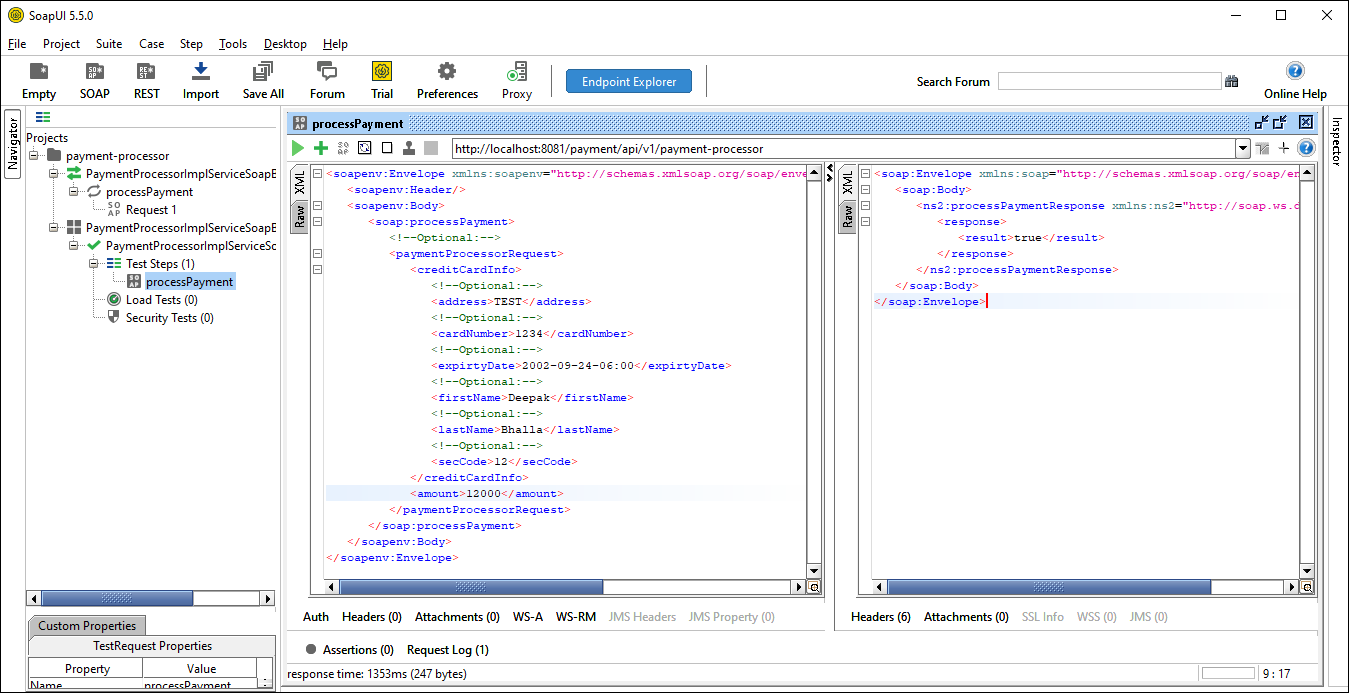 SoapUI 5.5.0
File Project Suite Case Step Tools Desktop Help
Empty SOAP REST Import Save All Forum Trial Preferences Proxy Endpoint Explorer Search Forum Online Help
Navigator
Projects
payment-processor
PaymentProcessorImplServiceSoapB
processPayment
Request 1
PaymentProcessorImplServiceSoapB
PaymentProcessorImplServiceSo
Test Steps (1)
processPayment
Load Tests (0)
Security Tests (0)
Custom Properties
TestRequest Properties
Property Value
Name processPayment
processPayment
http://localhost:8081/payment/api/v1/payment-processor
XML
Raw
<soapenv:Envelope xmlns:soapenv="http://schemas.xmlsoap.org/soap/enve
<soapenv:Header/>
<soapenv:Body>
<soap:processPayment>
<!--Optional:-->
<paymentProcessorRequest>
<creditCardInfo>
<!--Optional:-->
<address>TEST</address>
<!--Optional:-->
<cardNumber>1234</cardNumber>
<!--Optional:-->
<expirtyDate>2002-09-24-06:00</expirtyDate>
<!--Optional:-->
<firstName>Deepak</firstName>
<!--Optional:-->
<lastName>Bhalla</lastName>
<!--Optional:-->
<secCode>12</secCode>
</creditCardInfo>
<amount>12000</amount>
</paymentProcessorRequest>
</soap:processPayment>
</soapenv:Body>
</soapenv:Envelope>
Auth Headers (0) Attachments (0) WS-A WS-RM JMS Headers JMS Property (0)
XML
Raw
<soap:Envelope xmlns:soap="http://schemas.xmlsoap.org/soap/en
<soap:Body>
<ns2:processPaymentResponse xmlns:ns2="http://soap.ws.d
<response>
<result>true</result>
</response>
</ns2:processPaymentResponse>
</soap:Body>
</soap:Envelope>
Headers (6) Attachments (0) SSL Info WSS (0) JMS (0)
Assertions (0) Request Log (1)
response time: 1353ms (247 bytes)
9 : 17
Inspector